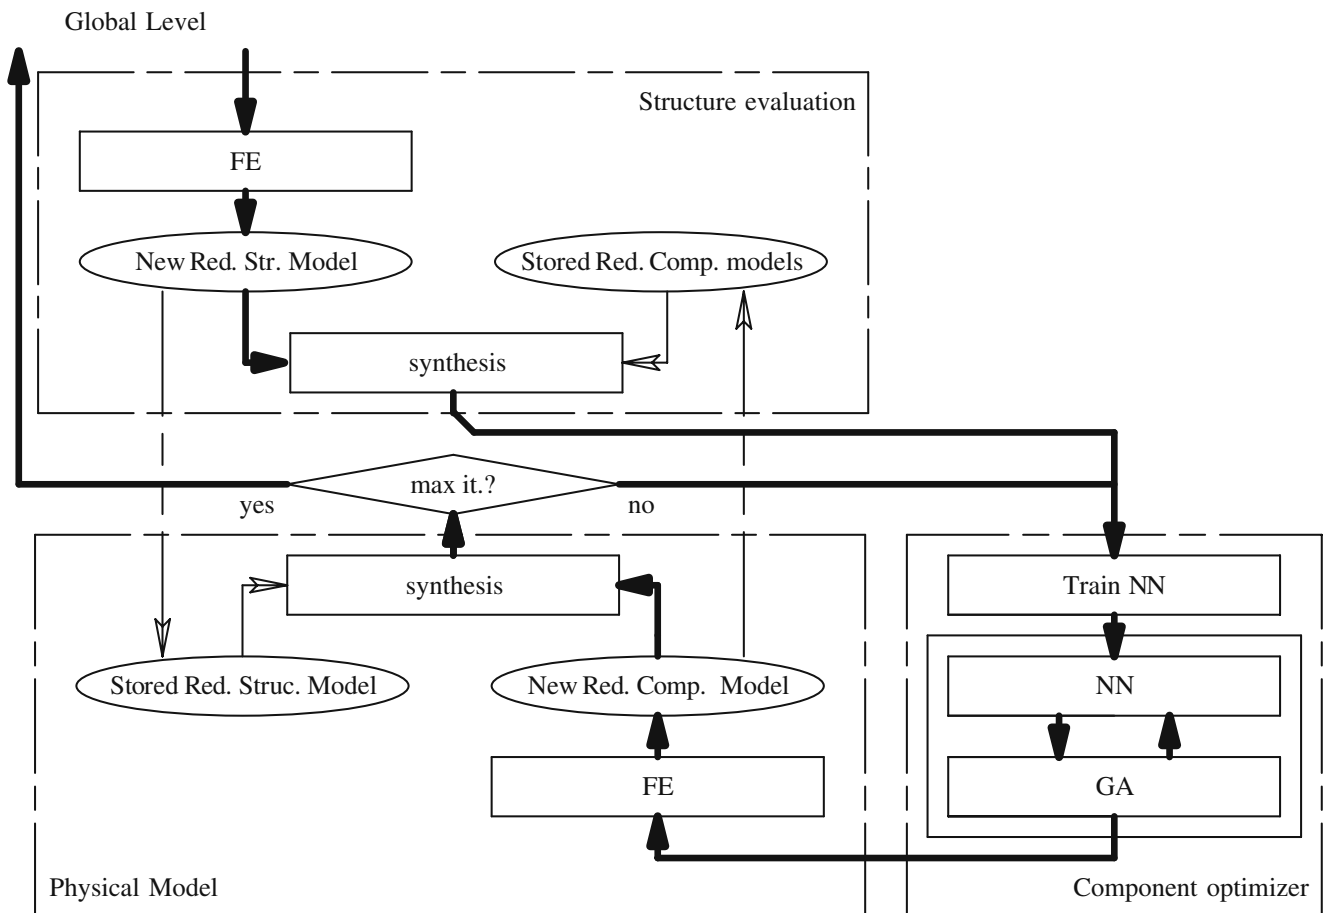 Global Level
Structure evaluation
FE
New Red. Str. Model
Stored Red. Comp. models
synthesis
max it.?
yes
no
synthesis
Train NN
Stored Red. Struc. Model
New Red. Comp. Model
NN
FE
GA
Physical Model
Component optimizer